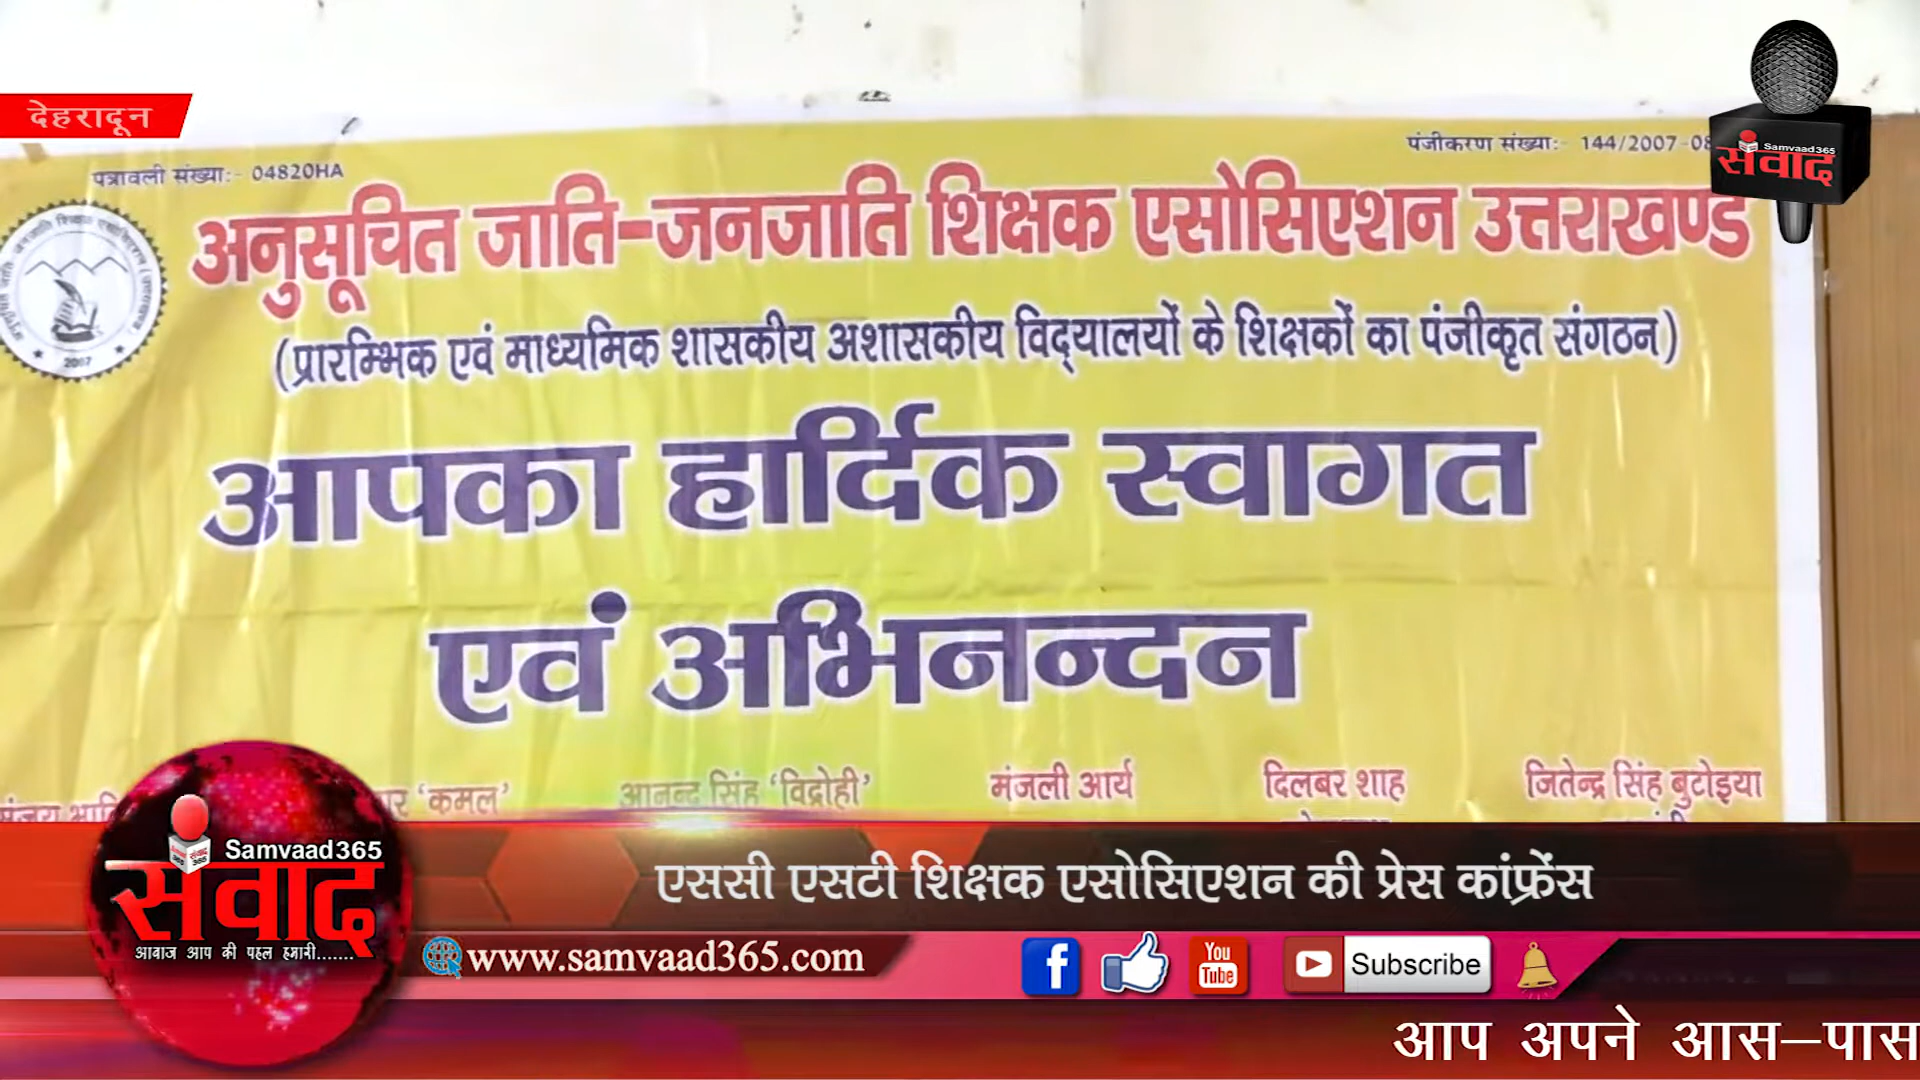 देहरादून
पत्रावली संख्याः- 04820HA
पंजीकरण संख्याः- 144/2007-08
Samvaad365
संवाद
अनुसूचित जाति-जनजाति शिक्षक एसोसिएशन उत्तराखण्ड
(प्रारम्भिक एवं माध्यमिक शासकीय अशासकीय विद्यालयों के शिक्षकों का पंजीकृत संगठन)
2007
आपका हार्दिक स्वागत
एवं अभिनन्दन
‘कमल’ आनन्द सिंह ‘विद्रोही’ मंजली आर्य दिलबर शाह जितेन्द्र सिंह बुटोइया
Samvaad365
संवाद
आवाज आप की पहल हमारी.......
एससी एसटी शिक्षक एसोसिएशन की प्रेस कांफ्रेंस
www.samvaad365.com
You
Tube
Subscribe
आप अपने आस–पास